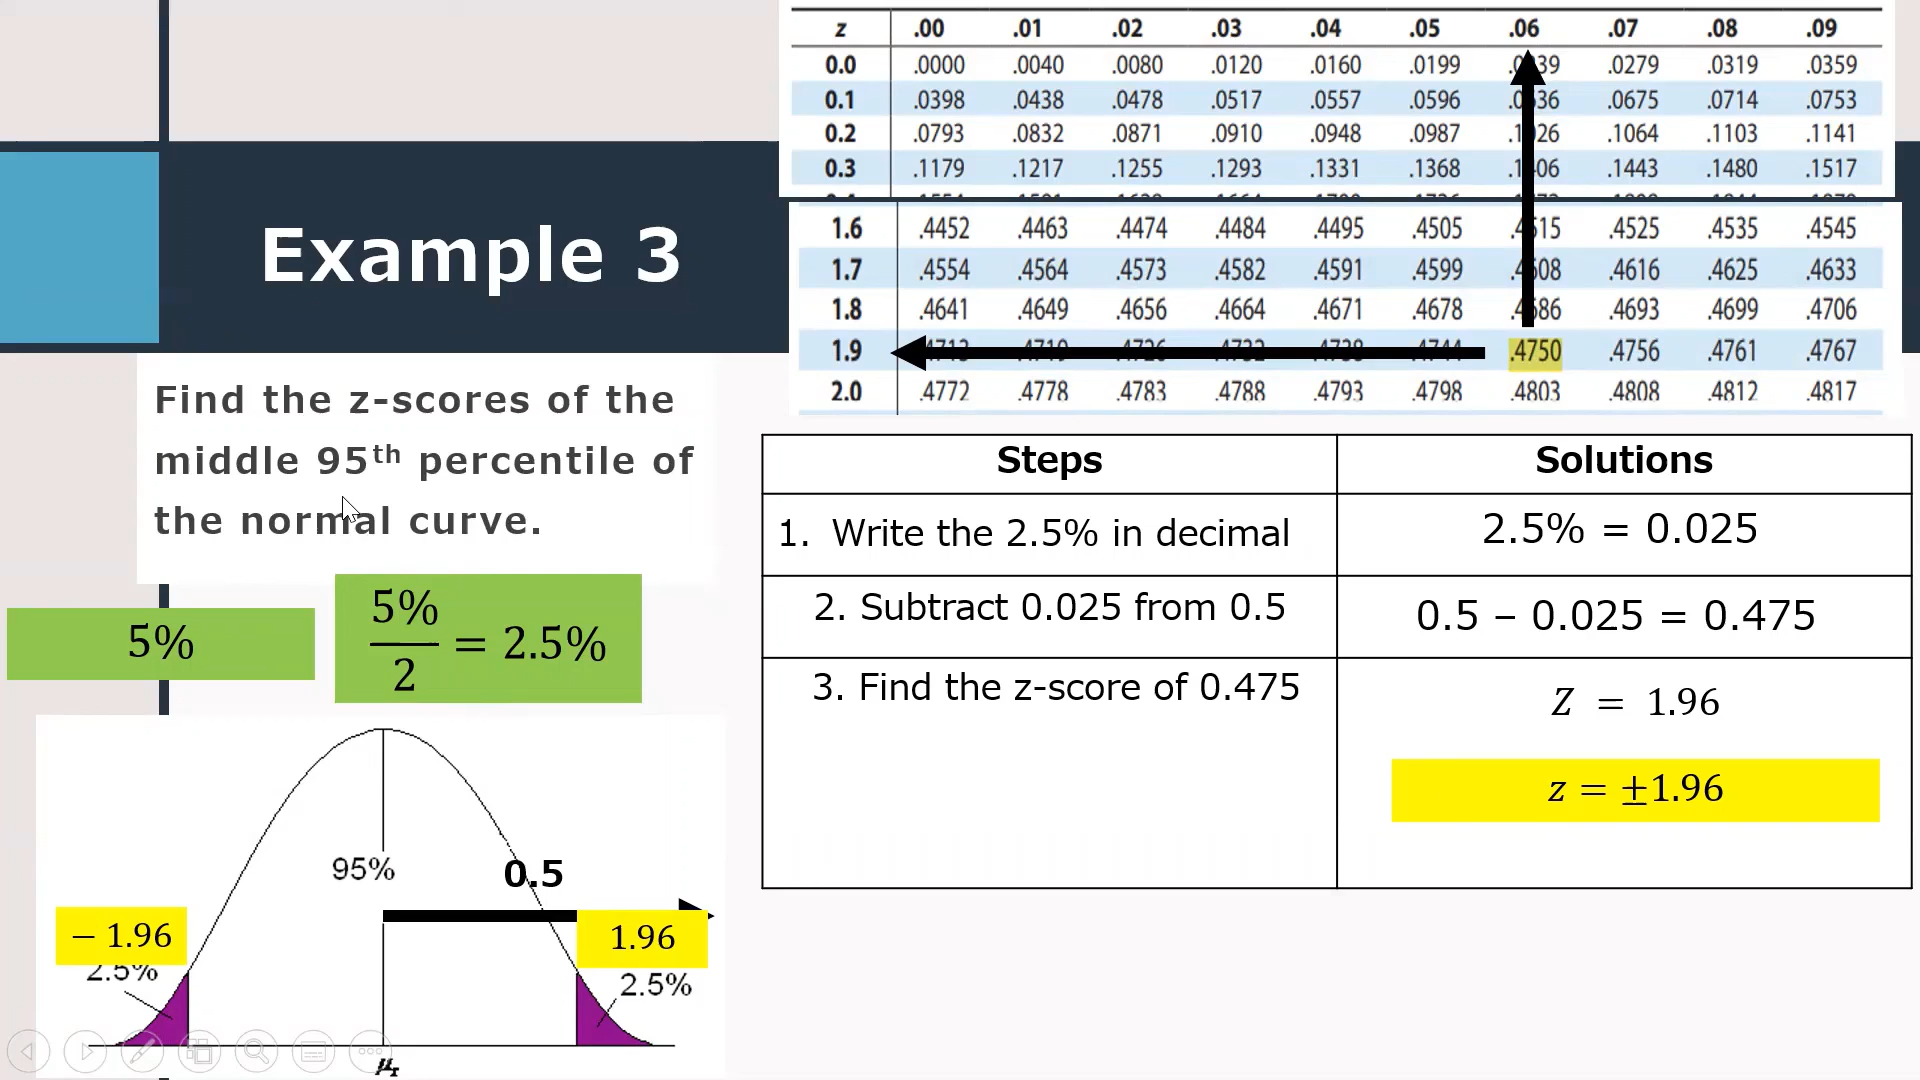 z .00 .01 .02 .03 .04 .05 .06 .07 .08 .09
0.0 .0000 .0040 .0080 .0120 .0160 .0199 .0279 .0319 .0359
0.1 .0398 .0438 .0478 .0517 .0557 .0596 .0675 .0714 .0753
0.2 .0793 .0832 .0871 .0910 .0948 .0987 .1064 .1103 .1141
0.3 .1179 .1217 .1255 .1293 .1331 .1368 .1443 .1480 .1517
1.6 .4452 .4463 .4474 .4484 .4495 .4505 .4515 .4525 .4535 .4545
1.7 .4554 .4564 .4573 .4582 .4591 .4599 .4608 .4616 .4625 .4633
1.8 .4641 .4649 .4656 .4664 .4671 .4678 .4686 .4693 .4699 .4706
1.9 .4750 .4756 .4761 .4767
2.0 .4772 .4778 .4783 .4788 .4793 .4798 .4803 .4808 .4812 .4817
Example 3
Find the z-scores of the
middle 95th percentile of
the normal curve.
5%
5%/2 = 2.5%
95%
0.5
− 1.96
1.96
2.5%
2.5%
Steps Solutions
1. Write the 2.5% in decimal 2.5% = 0.025
2. Subtract 0.025 from 0.5 0.5 – 0.025 = 0.475
3. Find the z-score of 0.475 Z = 1.96
z = ±1.96